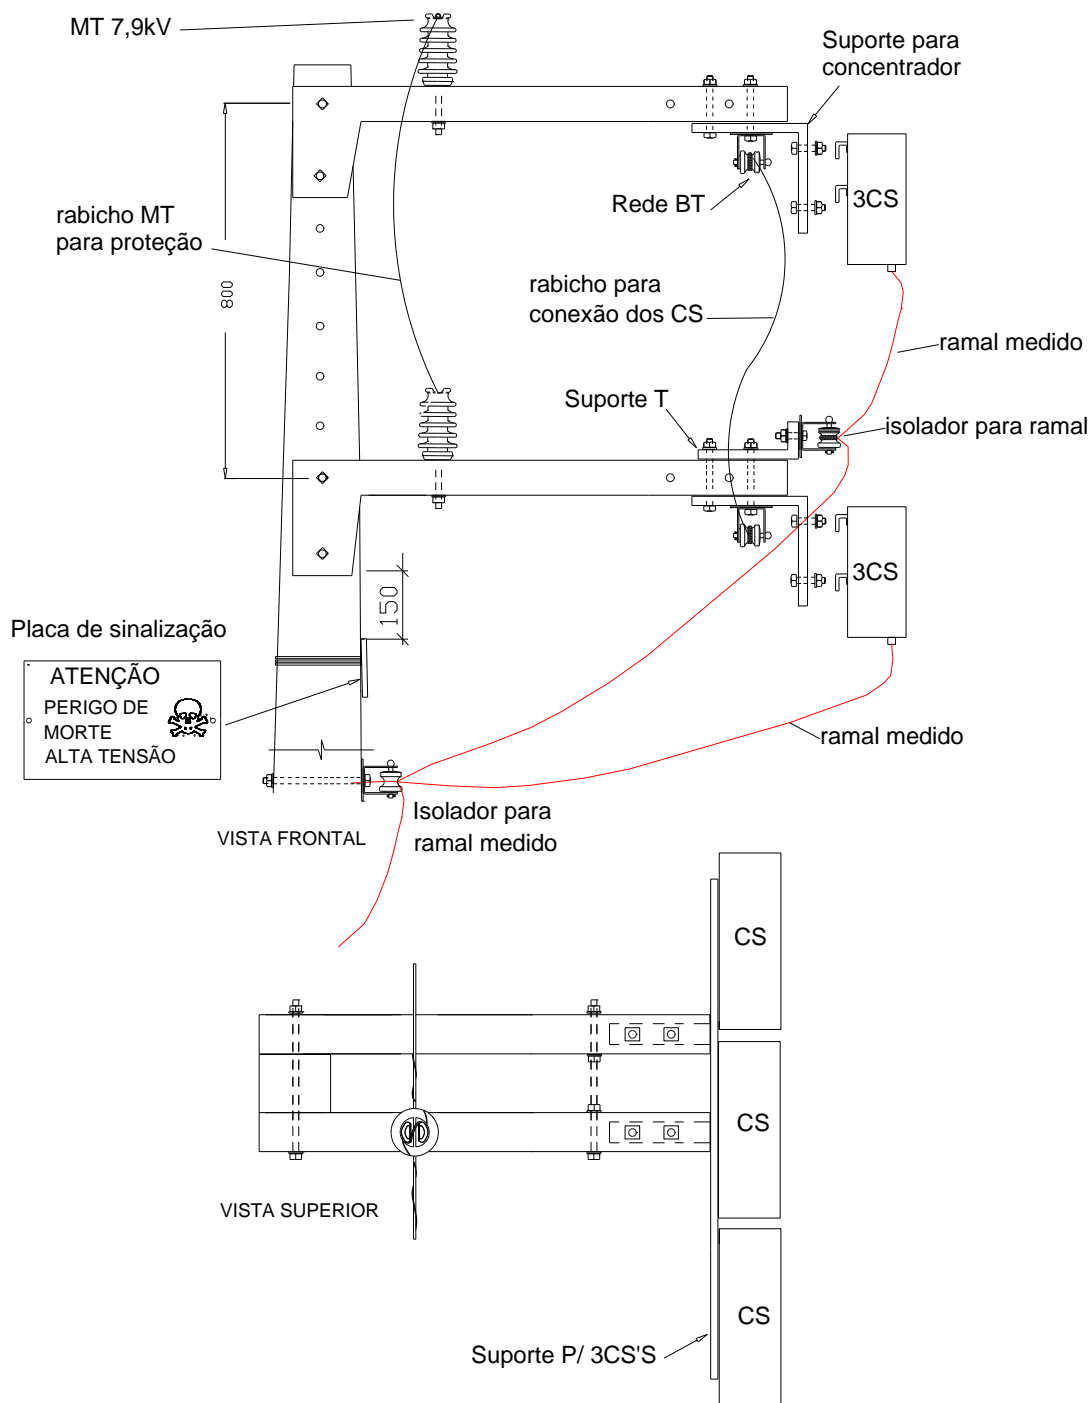 MT 7,9kV
Suporte para
concentrador
Rede BT
3CS
rabicho MT
para proteção
800
rabicho para
conexão dos CS
ramal medido
Suporte T
isolador para ramal
3CS
150
Placa de sinalização
ATENÇÃO
PERIGO DE
MORTE
ALTA TENSÃO
ramal medido
Isolador para
ramal medido
VISTA FRONTAL
CS
CS
VISTA SUPERIOR
CS
Suporte P/ 3CS'S